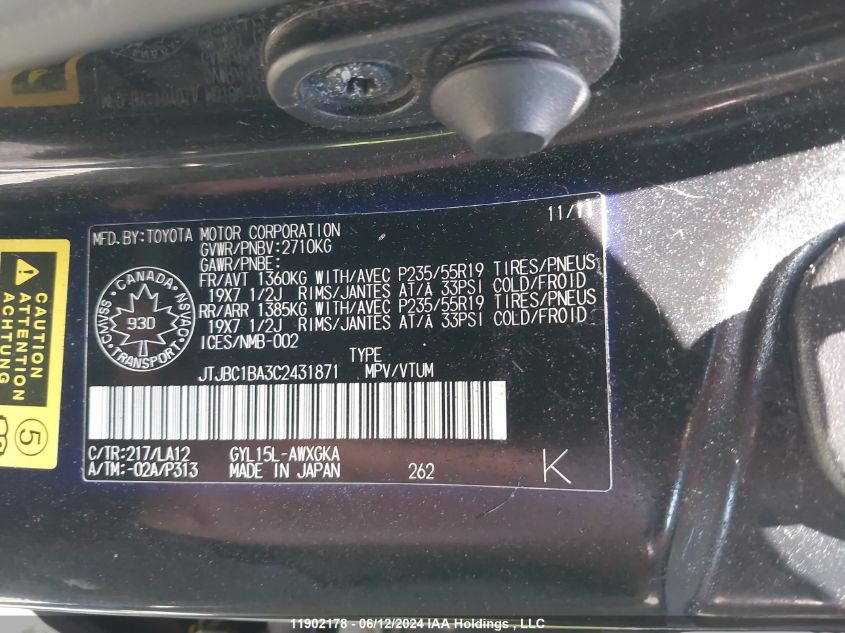 MFD.BY:TOYOTA MOTOR CORPORATION 11/11
GVWR/PNBV:2710KG
GAWR/PNBE:
FR/AVT 1360KG WITH/AVEC P235/55R19 TIRES/PNEUS
19X7 1/2J RIMS/JANTES AT/À 33PSI COLD/FROID
RR/ARR 1385KG WITH/AVEC P235/55R19 TIRES/PNEUS
19X7 1/2J RIMS/JANTES AT/À 33PSI COLD/FROID
ICES/NMB-002
CANADA
CMVSS
NSVAC
930
TRANSPORT
TYPE
JTJBC1BA3C2431871 MPV/VTUM
C/TR:217/LA12 GYL15L-AWXGKA
A/TM:-02A/P313 MADE IN JAPAN 262 K
CAUTION
ATTENTION
ACHTUNG
5
11902178 - 06/12/2024 IAA Holdings , LLC